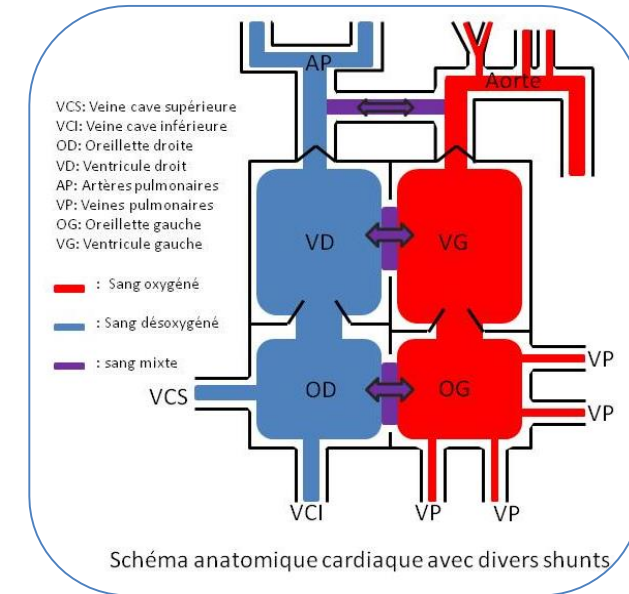 AP
Aorte
VCS: Veine cave supérieure
VCI: Veine cave inférieure
OD: Oreillette droite
VD: Ventricule droit
AP: Artères pulmonaires
VP: Veines pulmonaires
OG: Oreillette gauche
VG: Ventricule gauche
: Sang oxygéné
: Sang désoxygéné
: sang mixte
VD
VG
VP
VCS
OD
OG
VP
VCI
VP
VP
Schéma anatomique cardiaque avec divers shunts